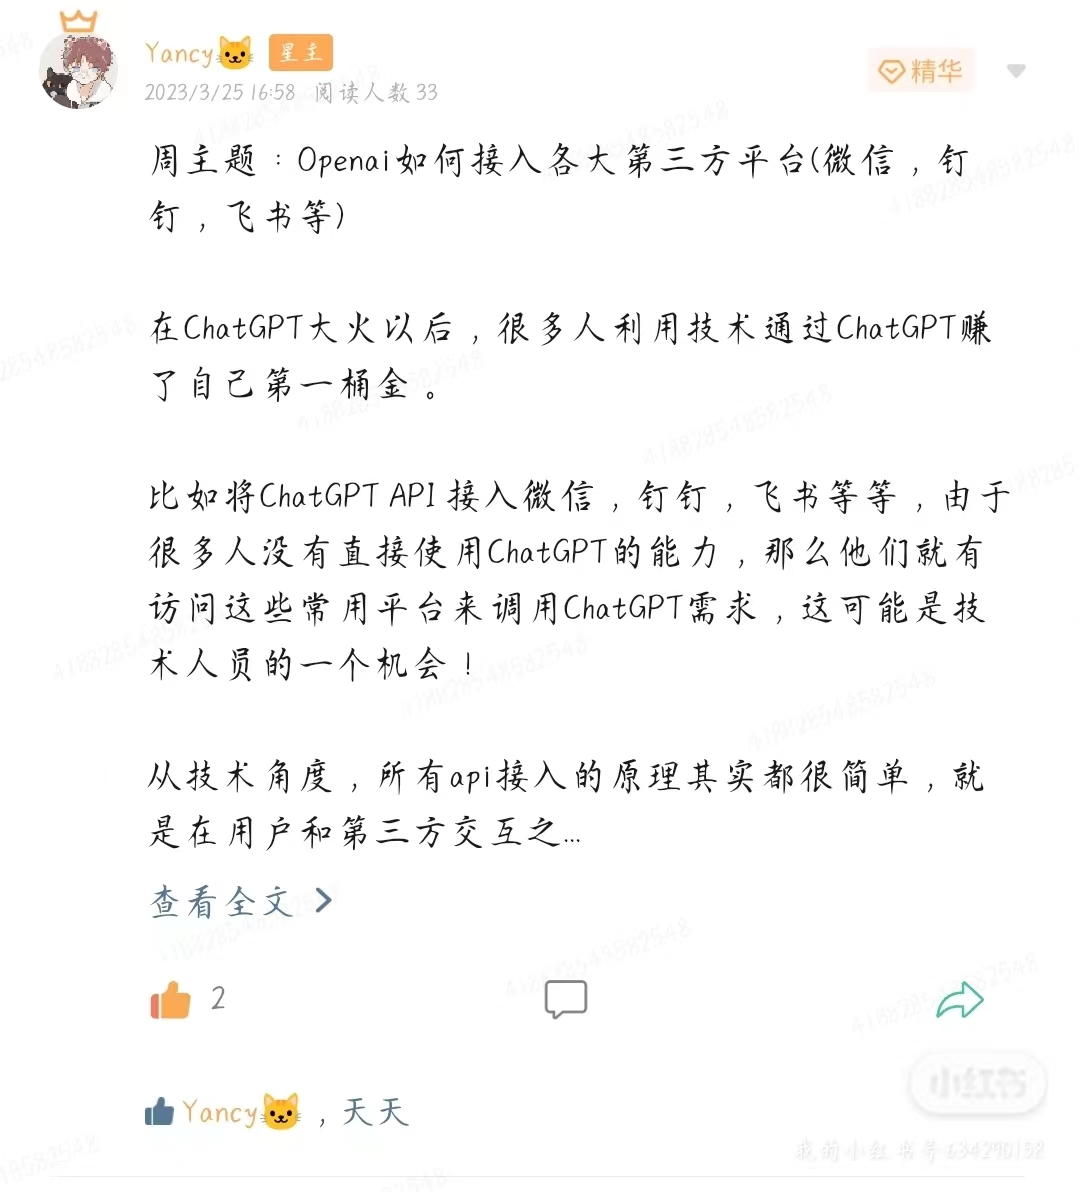 Yancy🐱 星主
精华
2023/3/25 16:58 阅读人数 33
周主题：Openai如何接入各大第三方平台(微信，钉
钉，飞书等)
在ChatGPT大火以后，很多人利用技术通过ChatGPT赚
了自己第一桶金。
比如将ChatGPT API 接入微信，钉钉，飞书等等，由于
很多人没有直接使用ChatGPT的能力，那么他们就有
访问这些常用平台来调用ChatGPT需求，这可能是技
术人员的一个机会！
从技术角度，所有api接入的原理其实都很简单，就
是在用户和第三方交互之...
查看全文
2
Yancy🐱，天天
小红书
我的小红书号634290158
418828548582548